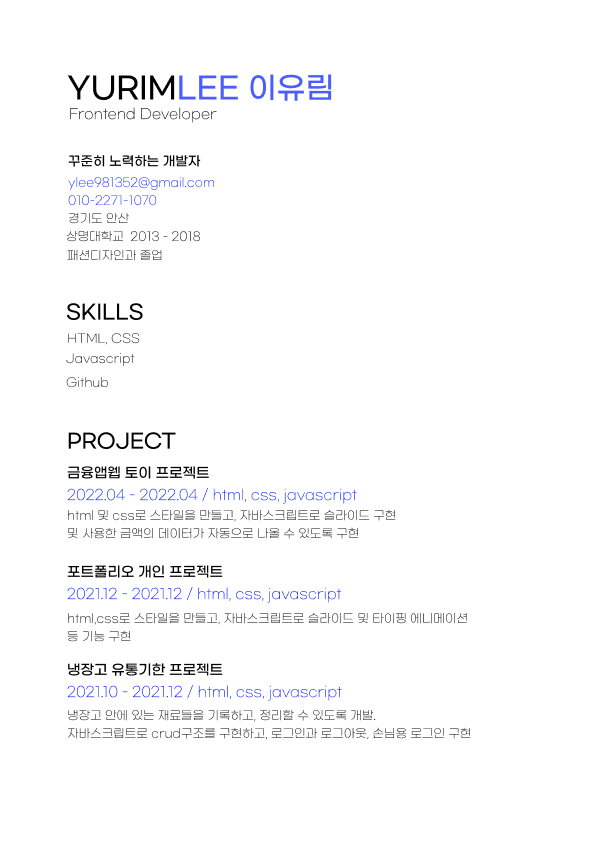 YURIMLEE 이유림
Frontend Developer
꾸준히 노력하는 개발자
ylee981352@gmail.com
010-2271-1070
경기도 안산
상명대학교 2013 - 2018
패션디자인과 졸업
SKILLS
HTML, CSS
Javascript
Github
PROJECT
금융앱웹 토이 프로젝트
2022.04 - 2022.04 / html, css, javascript
html 및 css로 스타일을 만들고, 자바스크립트로 슬라이드 구현
및 사용한 금액의 데이터가 자동으로 나올 수 있도록 구현
포트폴리오 개인 프로젝트
2021.12 - 2021.12 / html, css, javascript
html,css로 스타일을 만들고, 자바스크립트로 슬라이드 및 타이핑 에니메이션
등 기능 구현
냉장고 유통기한 프로젝트
2021.10 - 2021.12 / html, css, javascript
냉장고 안에 있는 재료들을 기록하고, 정리할 수 있도록 개발.
자바스크립트로 crud구조를 구현하고, 로그인과 로그아웃, 손님용 로그인 구현